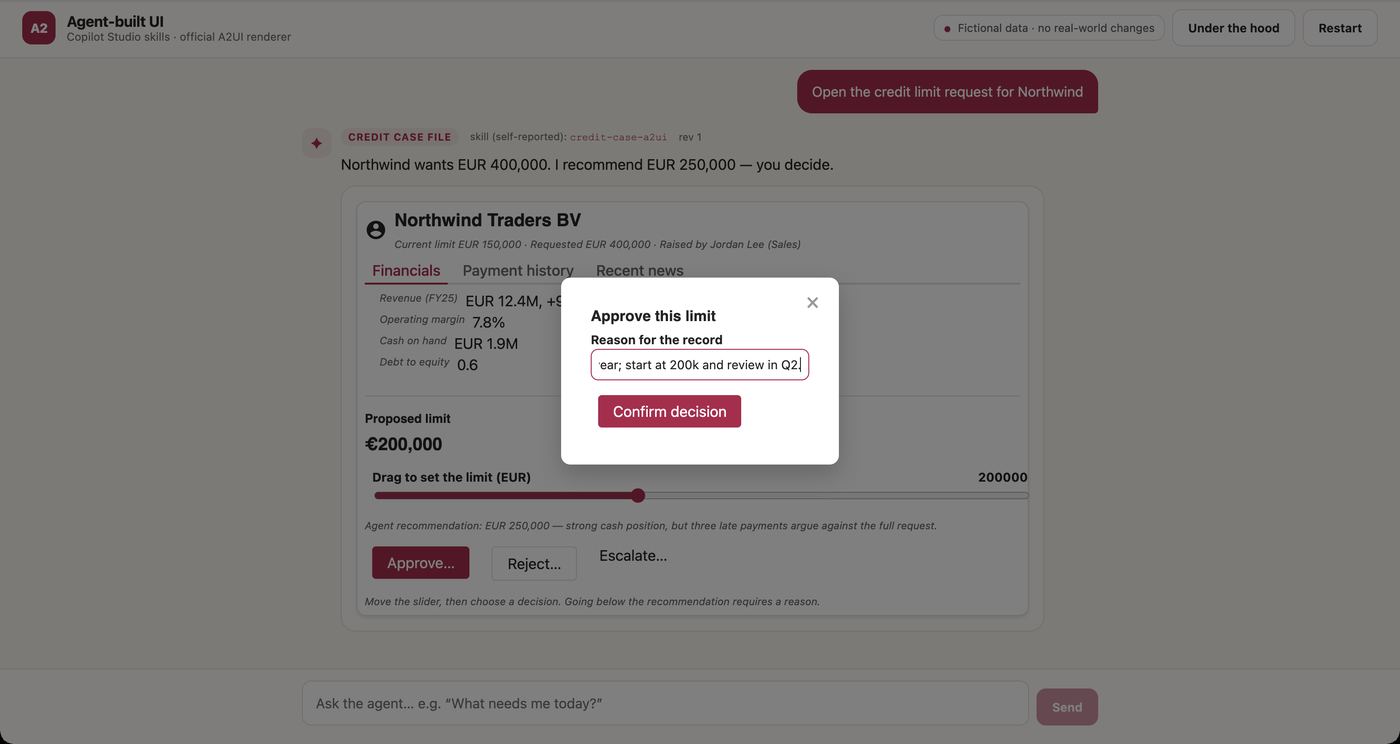 A2
Agent-built UI
Copilot Studio skills · official A2UI renderer
Fictional data · no real-world changes
Under the hood
Restart
Open the credit limit request for Northwind
CREDIT CASE FILE skill (self-reported): credit-case-a2ui rev 1
Northwind wants EUR 400,000. I recommend EUR 250,000 — you decide.
Northwind Traders BV
Current limit EUR 150,000 · Requested EUR 400,000 · Raised by Jordan Lee (Sales)
Financials Payment history Recent news
Revenue (FY25) EUR 12.4M,
Operating margin 7.8%
Cash on hand EUR 1.9M
Debt to equity 0.6
Approve this limit
Reason for the record
; start at 200k and review in Q2.
Confirm decision
Proposed limit
€200,000
Drag to set the limit (EUR) 200000
Agent recommendation: EUR 250,000 — strong cash position, but three late payments argue against the full request.
Approve... Reject... Escalate...
Move the slider, then choose a decision. Going below the recommendation requires a reason.
Ask the agent... e.g. “What needs me today?”
Send